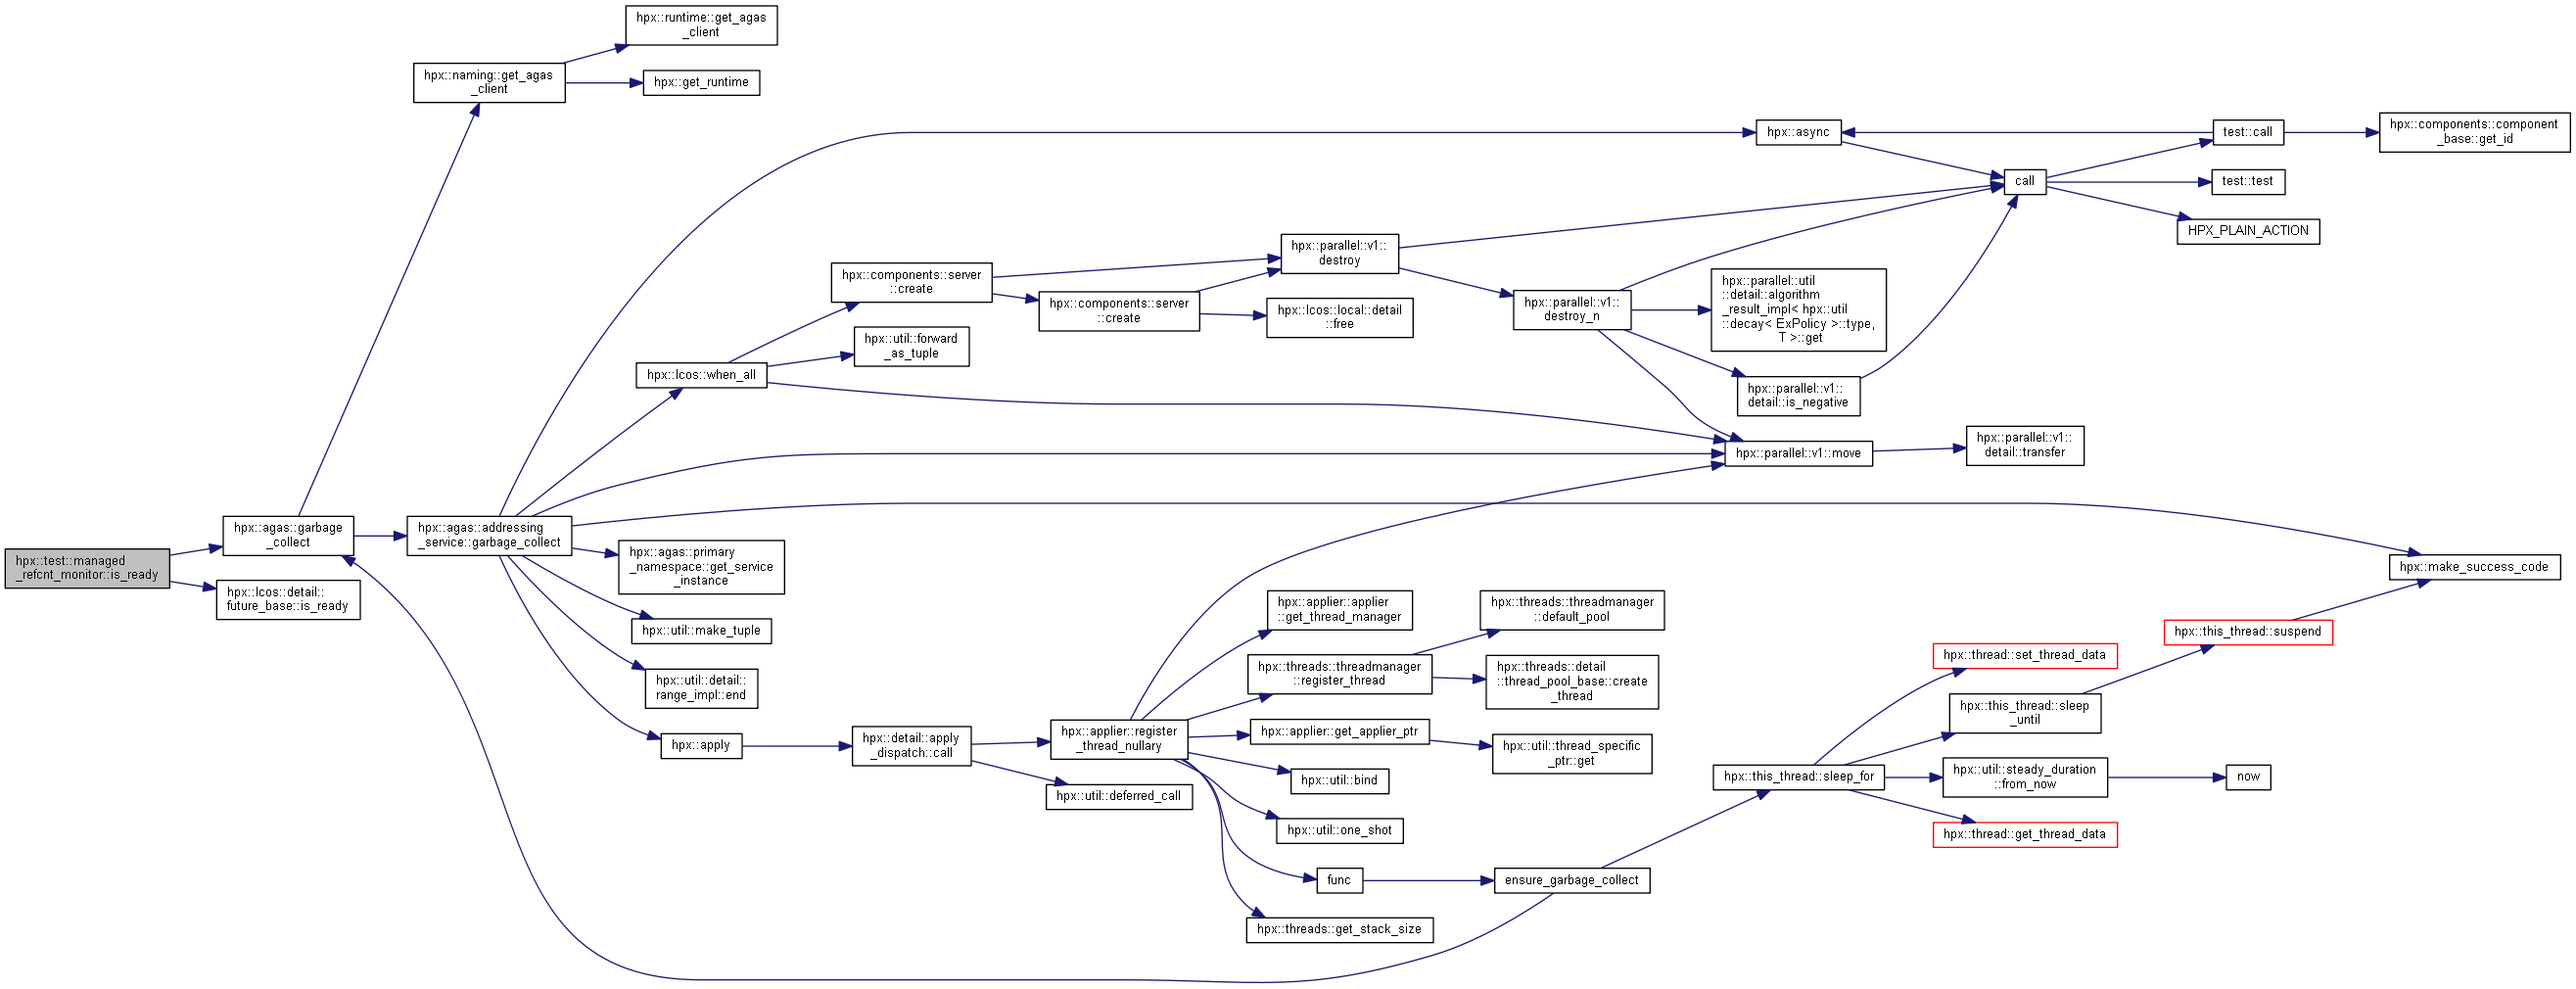 hpx::test::managed
_refcnt_monitor::is_ready
hpx::agas::garbage
_collect
hpx::lcos::detail::
future_base::is_ready
hpx::naming::get_agas
_client
hpx::runtime::get_agas
_client
hpx::get_runtime
hpx::agas::addressing
_service::garbage_collect
hpx::lcos::when_all
hpx::agas::primary
_namespace::get_service
_instance
hpx::util::make_tuple
hpx::util::detail::
range_impl::end
hpx::apply
hpx::components::server
::create
hpx::util::forward
_as_tuple
hpx::detail::apply
_dispatch::call
hpx::components::server
::create
hpx::applier::register
_thread_nullary
hpx::util::deferred_call
hpx::parallel::v1::
destroy
hpx::lcos::local::detail
::free
hpx::applier::applier
::get_thread_manager
hpx::threads::threadmanager
::register_thread
hpx::applier::get_applier_ptr
hpx::util::bind
hpx::util::one_shot
func
hpx::threads::get_stack_size
hpx::parallel::v1::
destroy_n
hpx::threads::threadmanager
::default_pool
hpx::threads::detail
::thread_pool_base::create
_thread
hpx::util::thread_specific
_ptr::get
ensure_garbage_collect
hpx::async
hpx::parallel::util
::detail::algorithm
_result_impl< hpx::util
::decay< ExPolicy >::type,
T >::get
hpx::parallel::v1::
detail::is_negative
hpx::parallel::v1::move
hpx::this_thread::sleep_for
call
hpx::parallel::v1::
detail::transfer
hpx::thread::set_thread_data
hpx::this_thread::sleep
_until
hpx::util::steady_duration
::from_now
hpx::thread::get_thread_data
test::call
test::test
HPX_PLAIN_ACTION
hpx::this_thread::suspend
now
hpx::components::component
_base::get_id
hpx::make_success_code